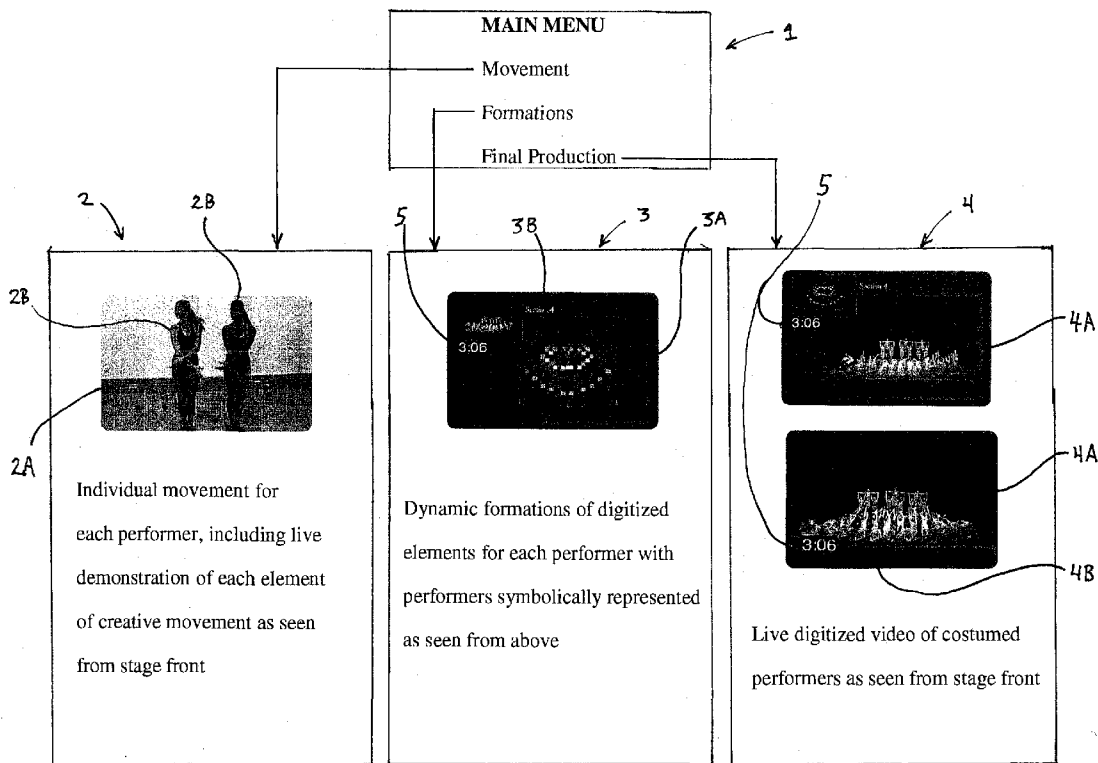 MAIN MENU
1
Movement
Formations
Final Production
2
2B
5
3B
3
3A
5
4
2B
3:06
3:06
4A
2A
4A
3:06
4B
Individual movement for
each performer, including live
demonstration of each element
of creative movement as seen
from stage front
Dynamic formations of digitized
elements for each performer with
performers symbolically represented
as seen from above
Live digitized video of costumed
performers as seen from stage front